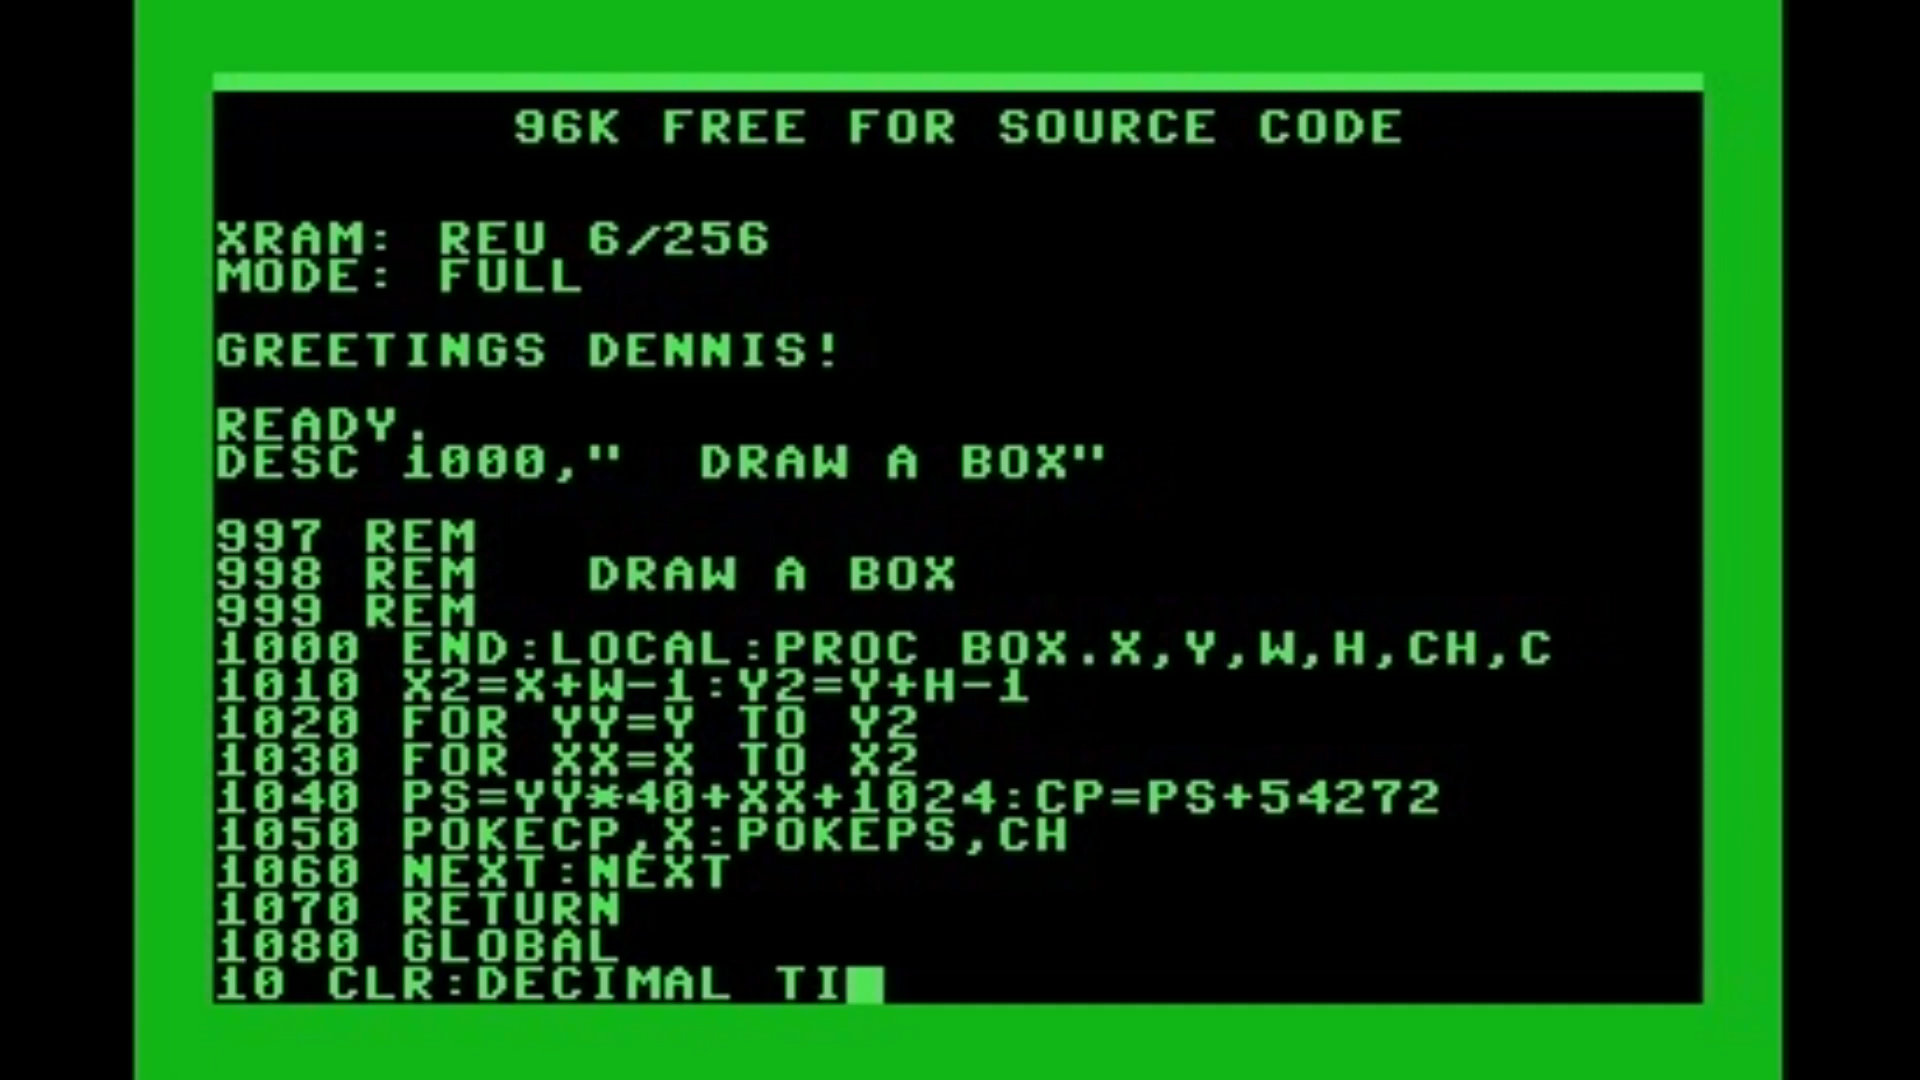 96K FREE FOR SOURCE CODE
XRAM: REU 6/256
MODE: FULL
GREETINGS DENNIS!
READY.
DESC 1000,"  DRAW A BOX"
997 REM
998 REM   DRAW A BOX
999 REM
1000 END:LOCAL:PROC BOX.X,Y,W,H,CH,C
1010 X2=X+W-1:Y2=Y+H-1
1020 FOR YY=Y TO Y2
1030 FOR XX=X TO X2
1040 PS=YY*40+XX+1024:CP=PS+54272
1050 POKECP,X:POKEPS,CH
1060 NEXT:NEXT
1070 RETURN
1080 GLOBAL
10 CLR:DECIMAL TI